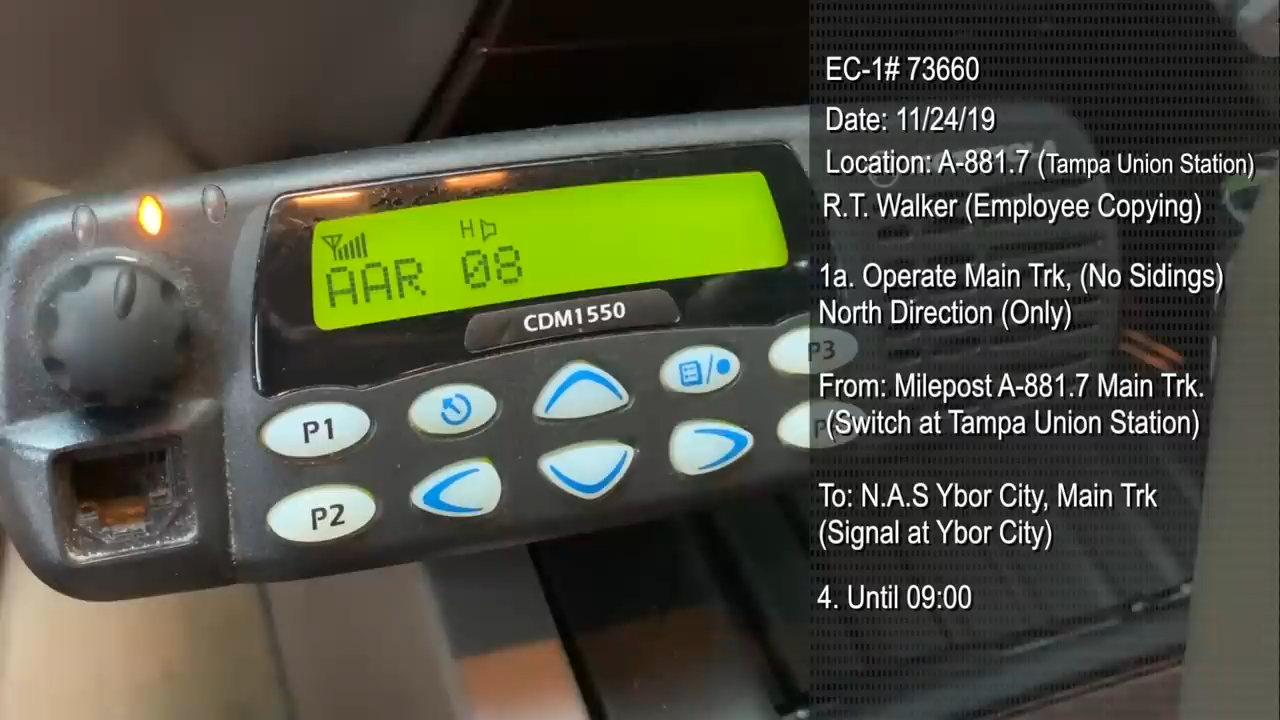 H
AAR 08
CDM1550
P1
P2
P3
EC-1# 73660
Date: 11/24/19
Location: A-881.7 (Tampa Union Station)
R.T. Walker (Employee Copying)
1a. Operate Main Trk, (No Sidings)
North Direction (Only)
From: Milepost A-881.7 Main Trk.
(Switch at Tampa Union Station)
To: N.A.S Ybor City, Main Trk
(Signal at Ybor City)
4. Until 09:00